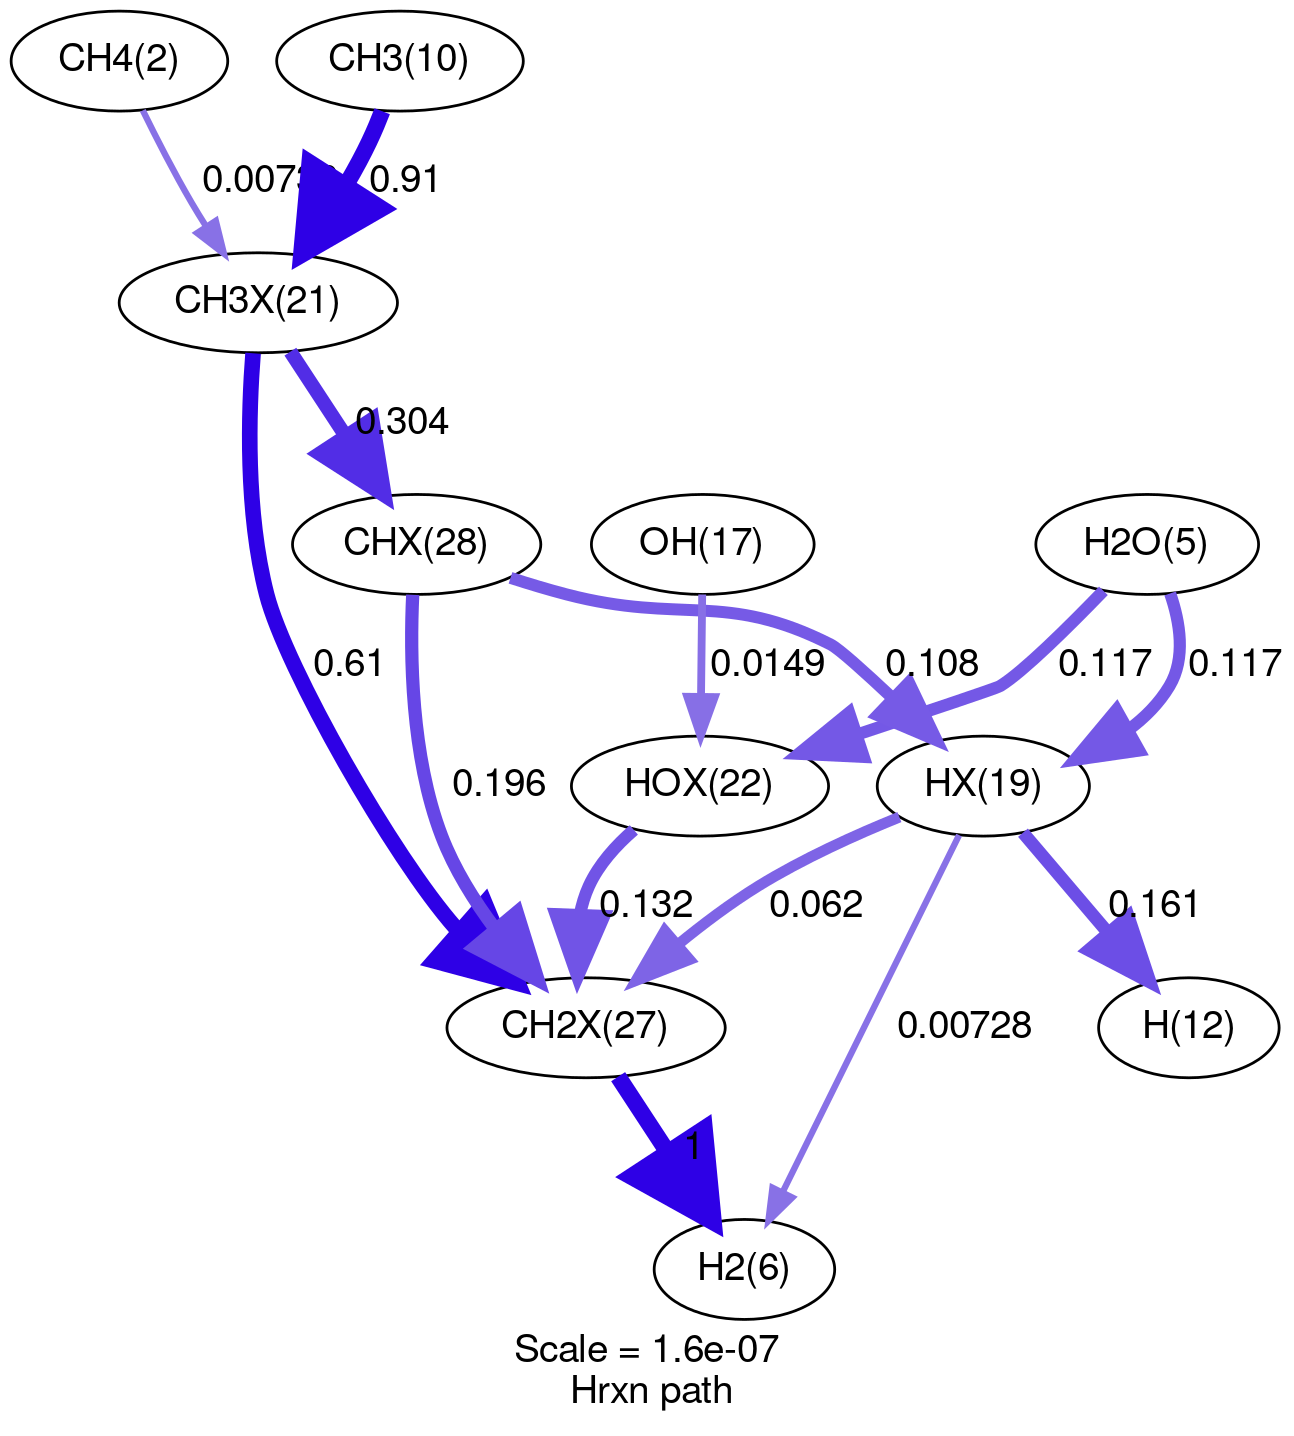 CH4(2)
CH3(10)
0.91
CH3X(21)
0.304
CHX(28)
OH(17)
H2O(5)
0.61
0.0149
0.108
0.117
0.117
0.196
HOX(22)
HX(19)
0.132
0.062
0.161
CH2X(27)
0.00728
H(12)
1
H2(6)
Scale = 1.6e-07
Hrxn path